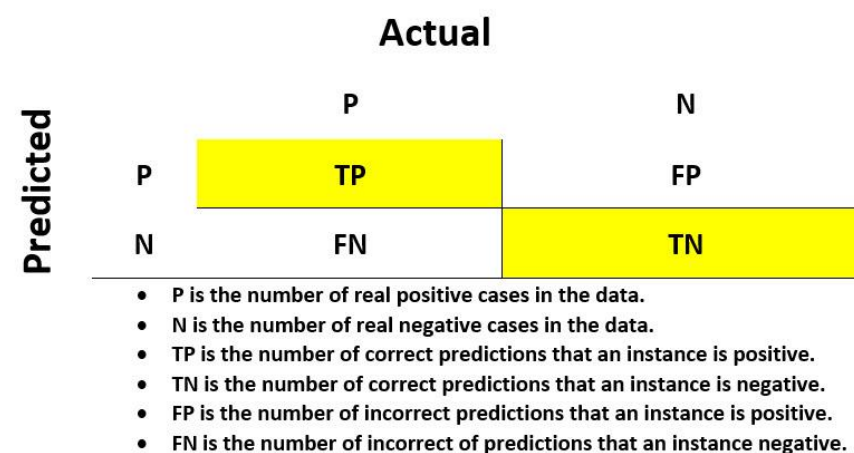 Actual
P N
Predicted
P TP FP
N FN TN
• P is the number of real positive cases in the data.
• N is the number of real negative cases in the data.
• TP is the number of correct predictions that an instance is positive.
• TN is the number of correct predictions that an instance is negative.
• FP is the number of incorrect predictions that an instance is positive.
• FN is the number of incorrect of predictions that an instance negative.